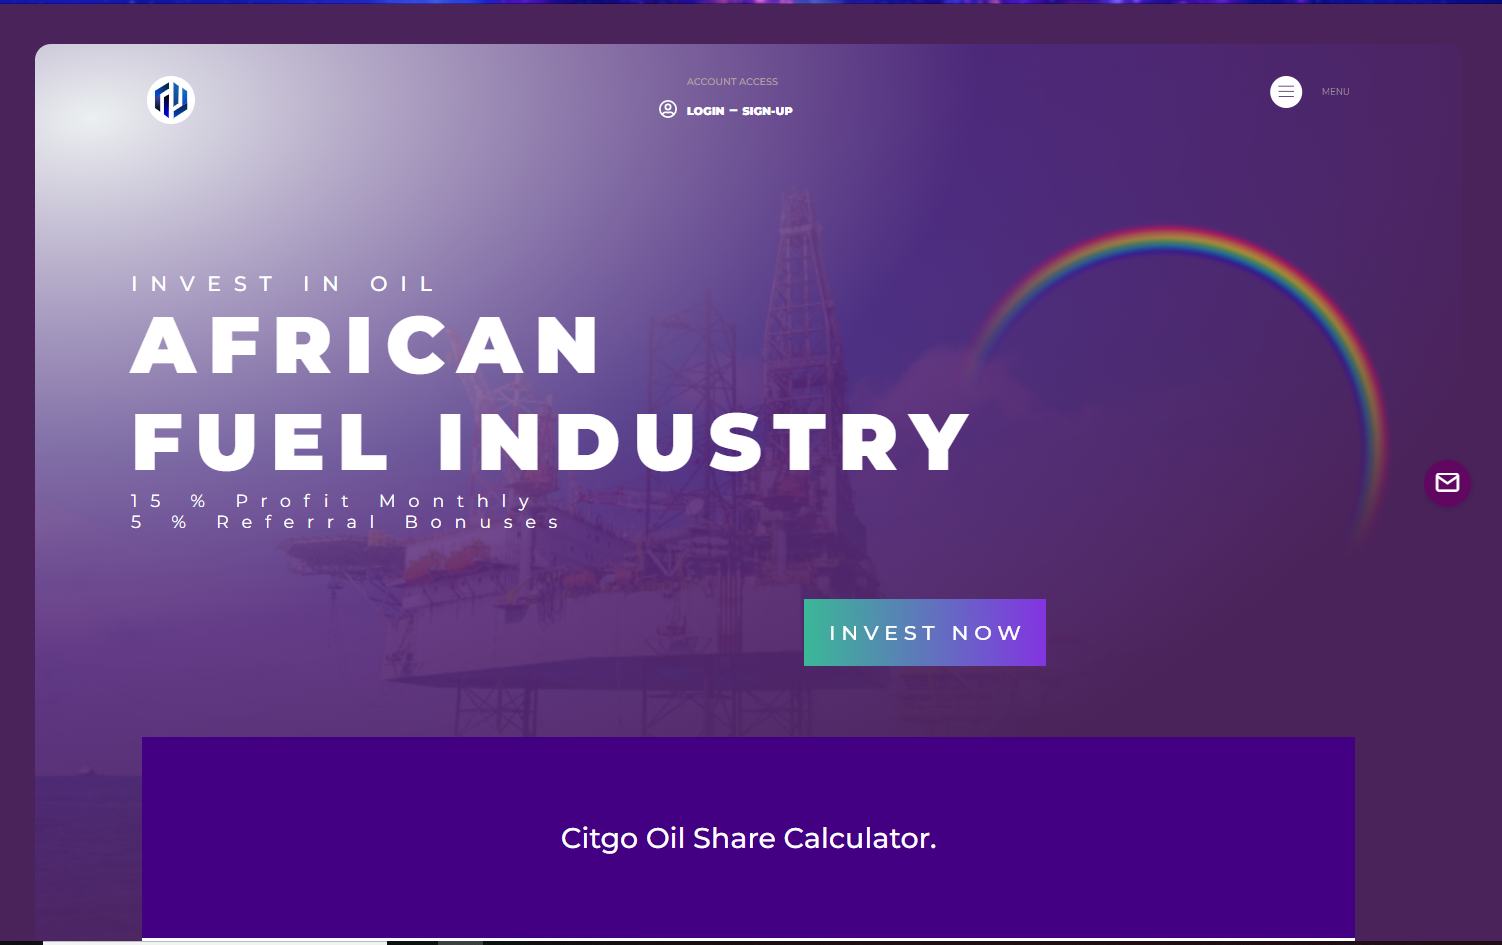 ACCOUNT ACCESS
LOGIN – SIGN-UP
MENU
INVEST IN OIL
AFRICAN
FUEL INDUSTRY
15 % Profit Monthly
5 % Referral Bonuses
INVEST NOW
Citgo Oil Share Calculator.